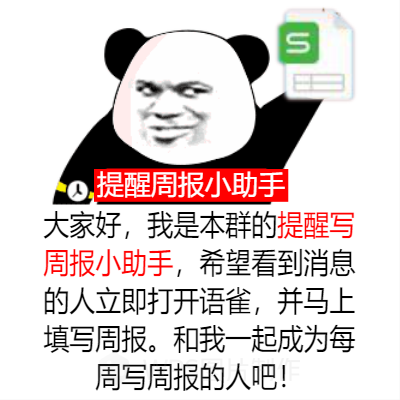 S
提醒周报小助手
大家好，我是本群的提醒写
周报小助手，希望看到消息
的人立即打开语雀，并马上
填写周报。和我一起成为每
周写周报的人吧！